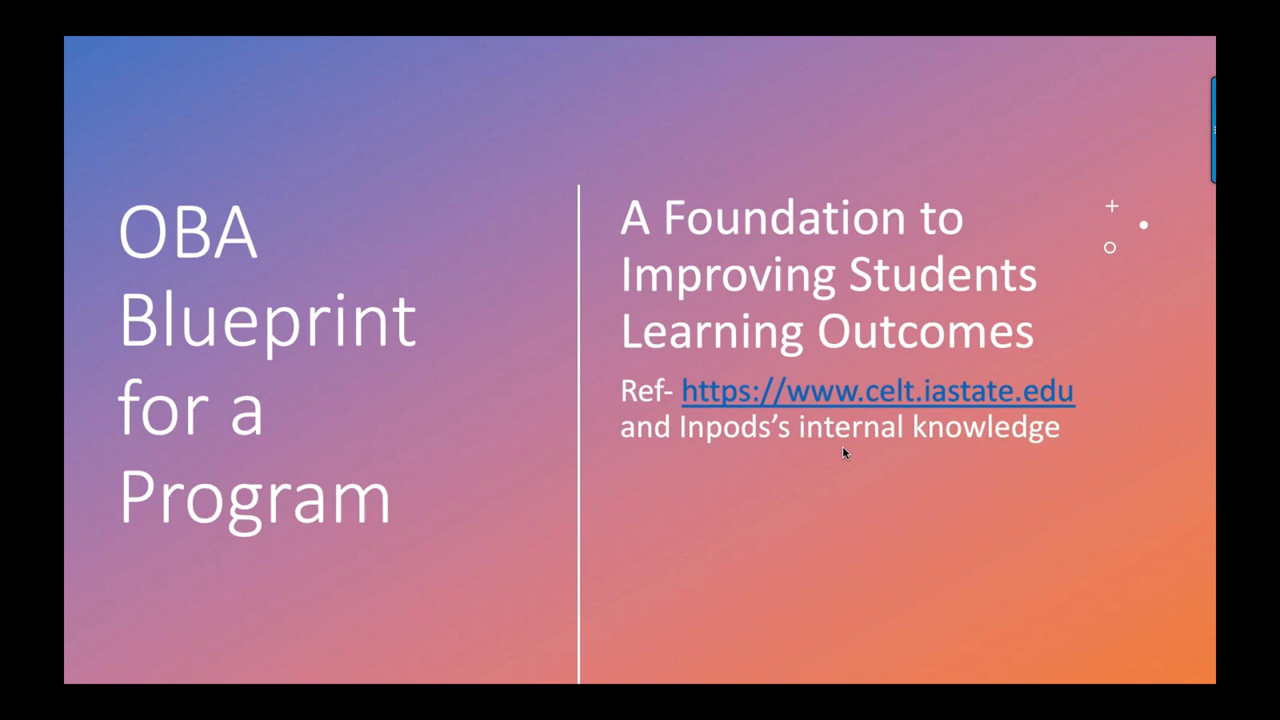 OBA
Blueprint
for a
Program
A Foundation to
Improving Students
Learning Outcomes
Ref- https://www.celt.iastate.edu
and Inpods's internal knowledge